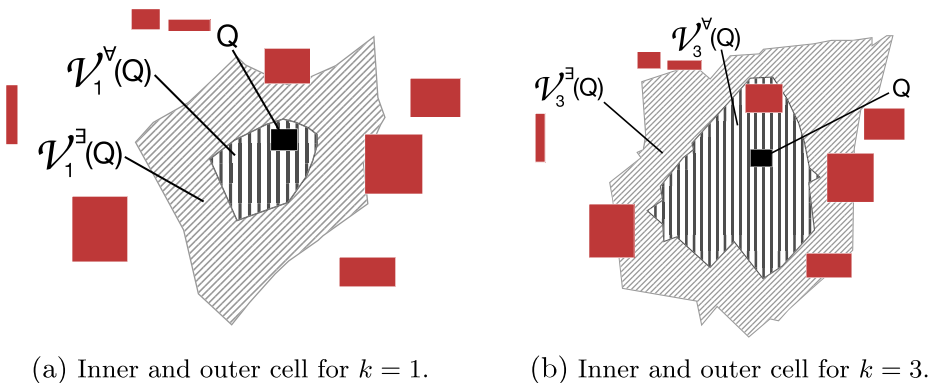 Q
𝒱₁^∀(Q)
𝒱₁^∃(Q)
𝒱₃^∀(Q)
𝒱₃^∃(Q)
Q
(a) Inner and outer cell for k = 1.
(b) Inner and outer cell for k = 3.